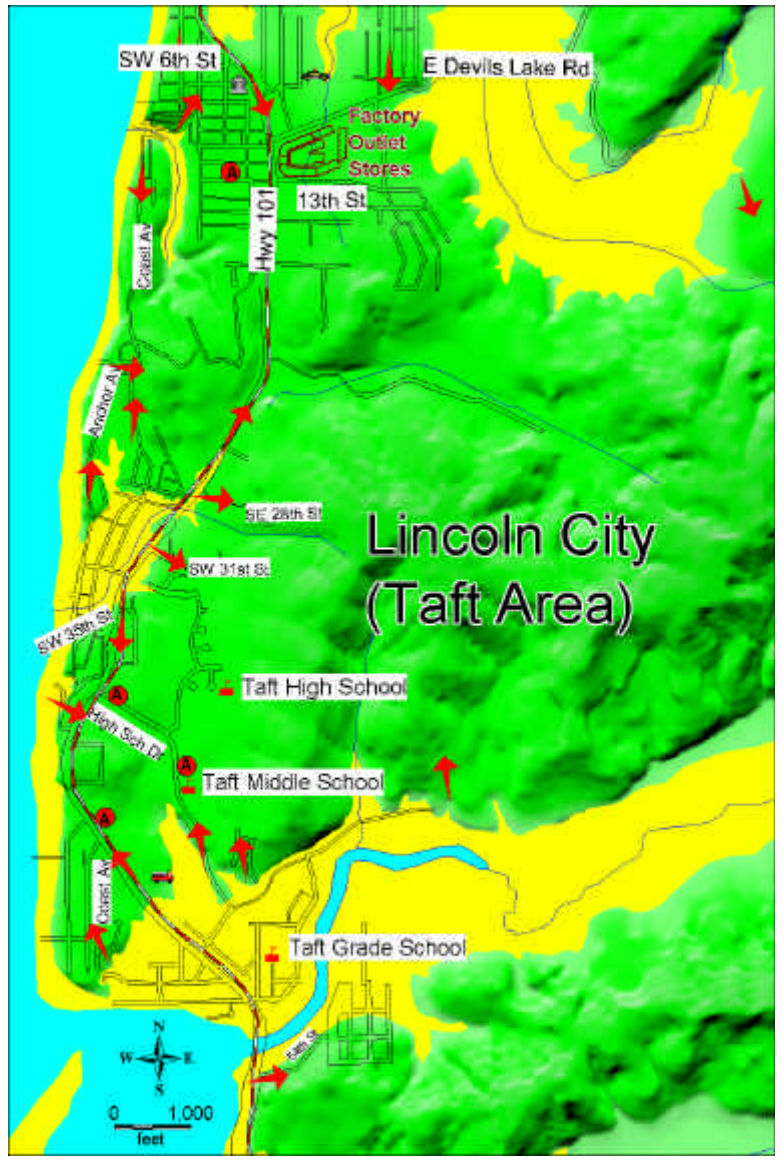 SW 6th St
E Devils Lake Rd
Factory
Outlet
Stores
A
13th St
Hwy 101
Coast Av
Anchor Av
SE 28th St
Lincoln City
(Taft Area)
SW 31st St
SW 35th St
Taft High School
A
High Sch Dr
A
Taft Middle School
A
Coast Av
Taft Grade School
54th St
N
W E
S
0 1,000
feet